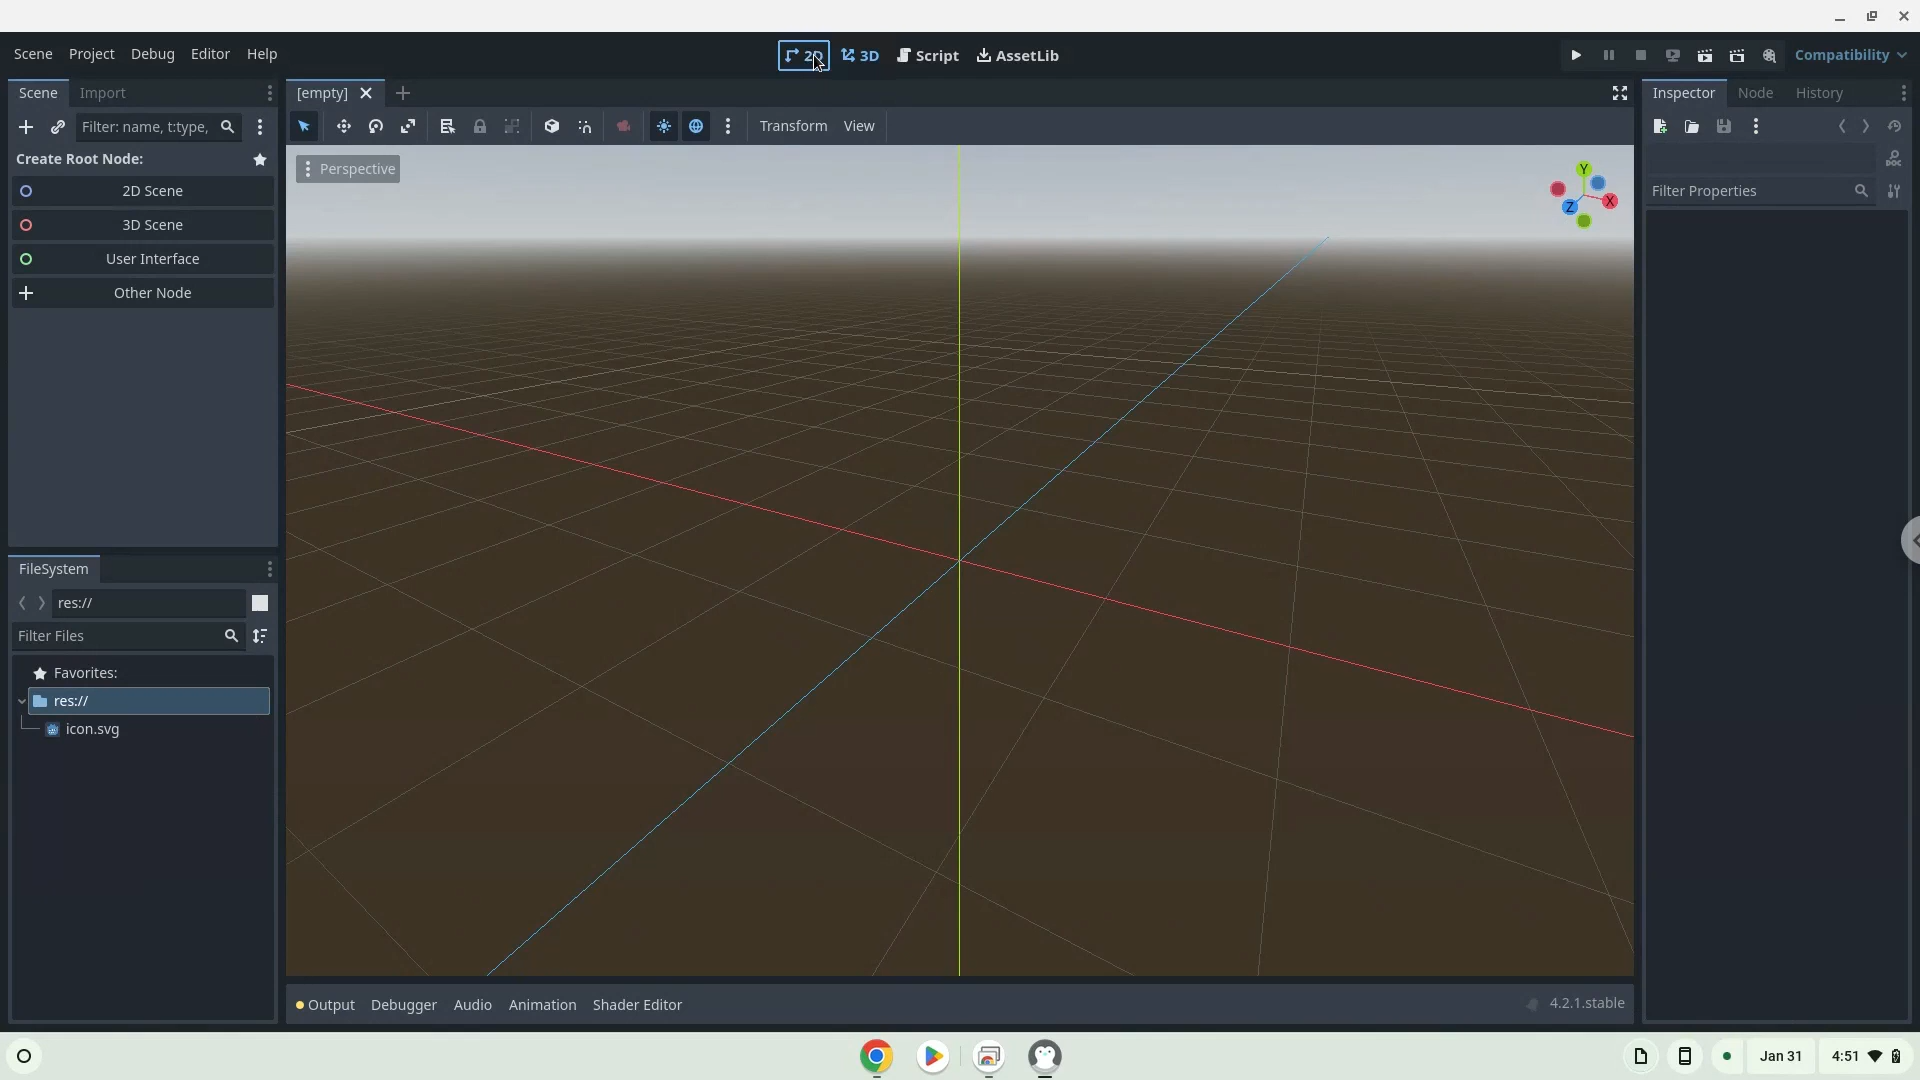 Scene Project Debug Editor Help
2D 3D Script AssetLib
Compatibility
Scene Import
Filter: name, t:type,
Create Root Node:
2D Scene
3D Scene
User Interface
Other Node
FileSystem
res://
Filter Files
Favorites:
res://
icon.svg
[empty]
Transform View
Perspective
Y
X
Z
Output Debugger Audio Animation Shader Editor
4.2.1.stable
Inspector Node History
DOC
Filter Properties
Jan 31
4:51